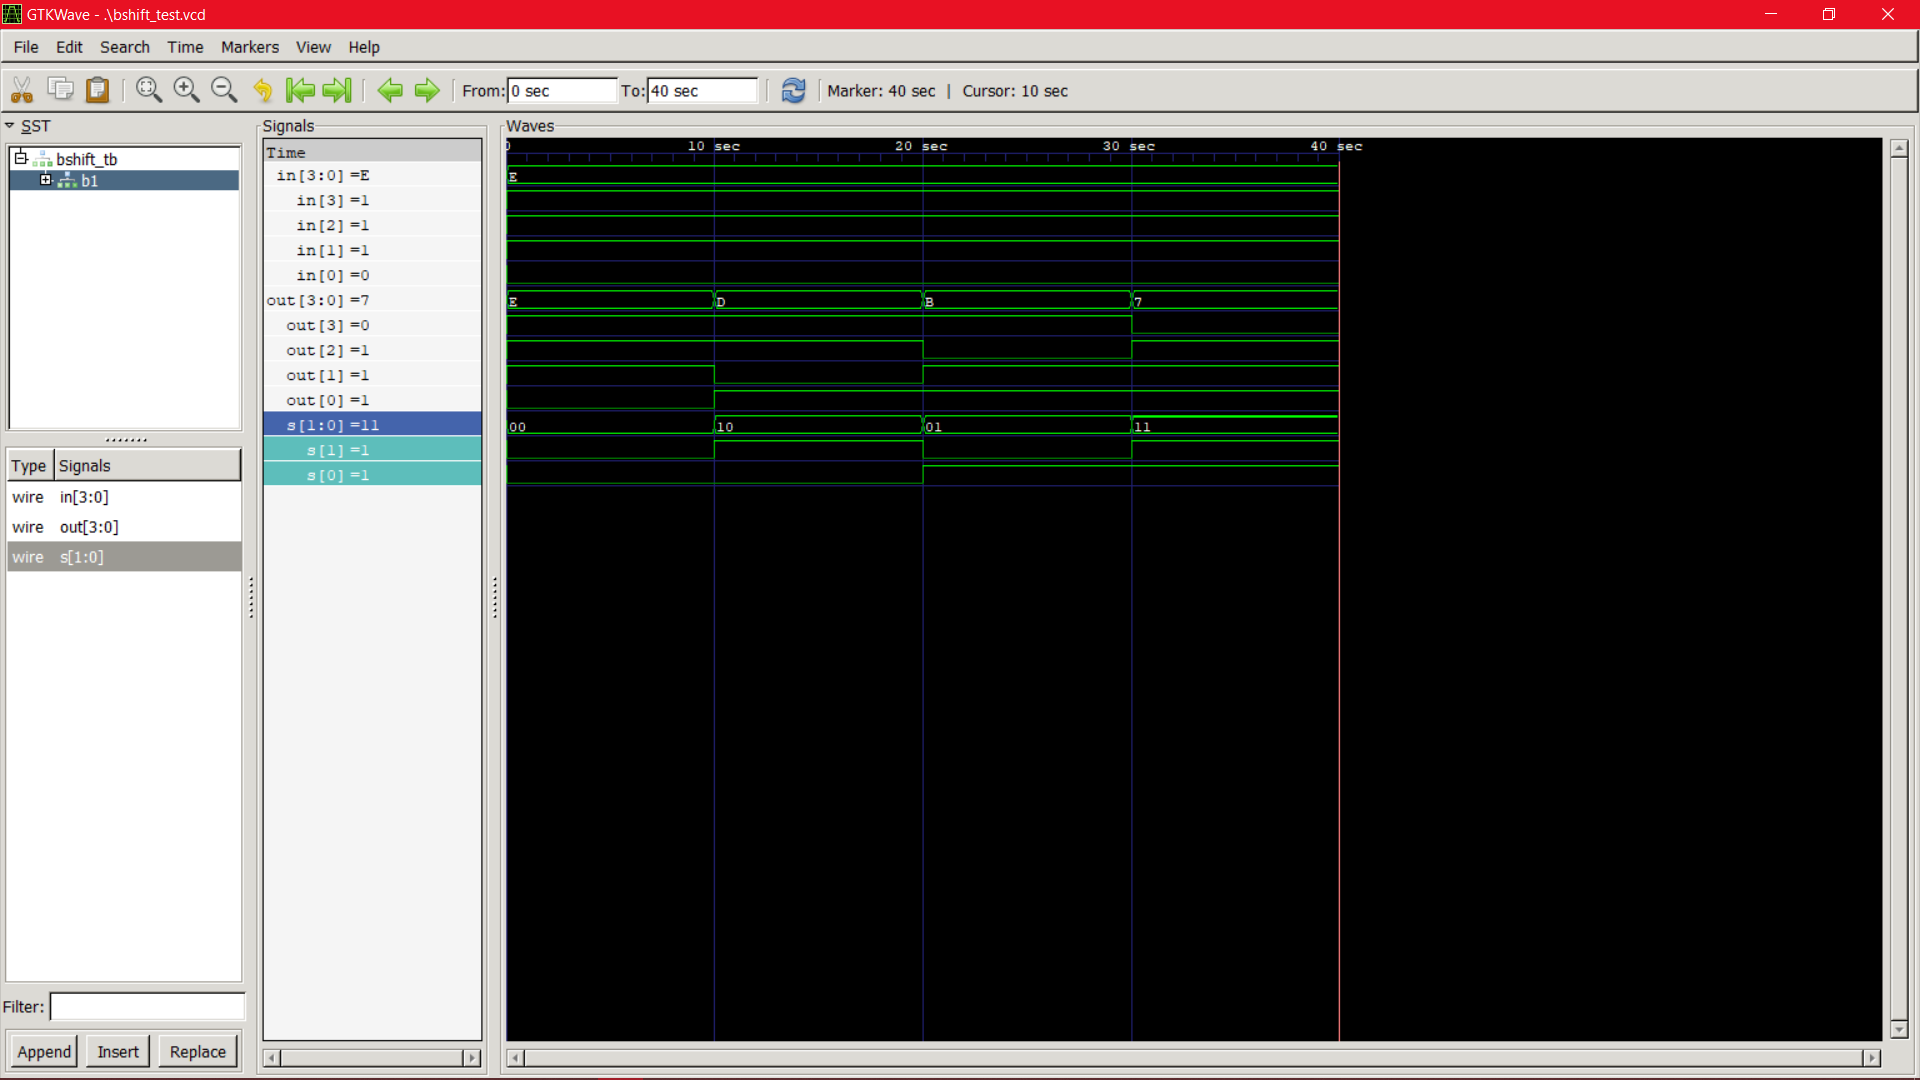 GTKWave - .\bshift_test.vcd
File Edit Search Time Markers View Help
From: 0 sec To: 40 sec Marker: 40 sec | Cursor: 10 sec
SST
bshift_tb
b1
Type Signals
wire in[3:0]
wire out[3:0]
wire s[1:0]
Filter:
Append Insert Replace
Signals
Time
in[3:0] =E
in[3] =1
in[2] =1
in[1] =1
in[0] =0
out[3:0] =7
out[3] =0
out[2] =1
out[1] =1
out[0] =1
s[1:0] =11
s[1] =1
s[0] =1
Waves
0 10 sec 20 sec 30 sec 40 sec
E
E D B 7
00 10 01 11